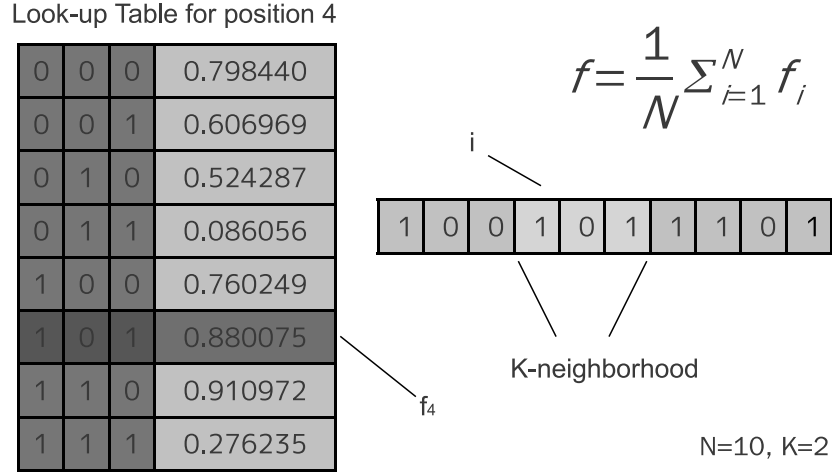 Look-up Table for position 4
0 0 0 0.798440
0 0 1 0.606969
0 1 0 0.524287
0 1 1 0.086056
1 0 0 0.760249
1 0 1 0.880075
1 1 0 0.910972
1 1 1 0.276235
f₄
f = 1/N Σ_{i=1}^{N} f_i
i
1 0 0 1 0 1 1 1 0 1
K-neighborhood
N=10, K=2